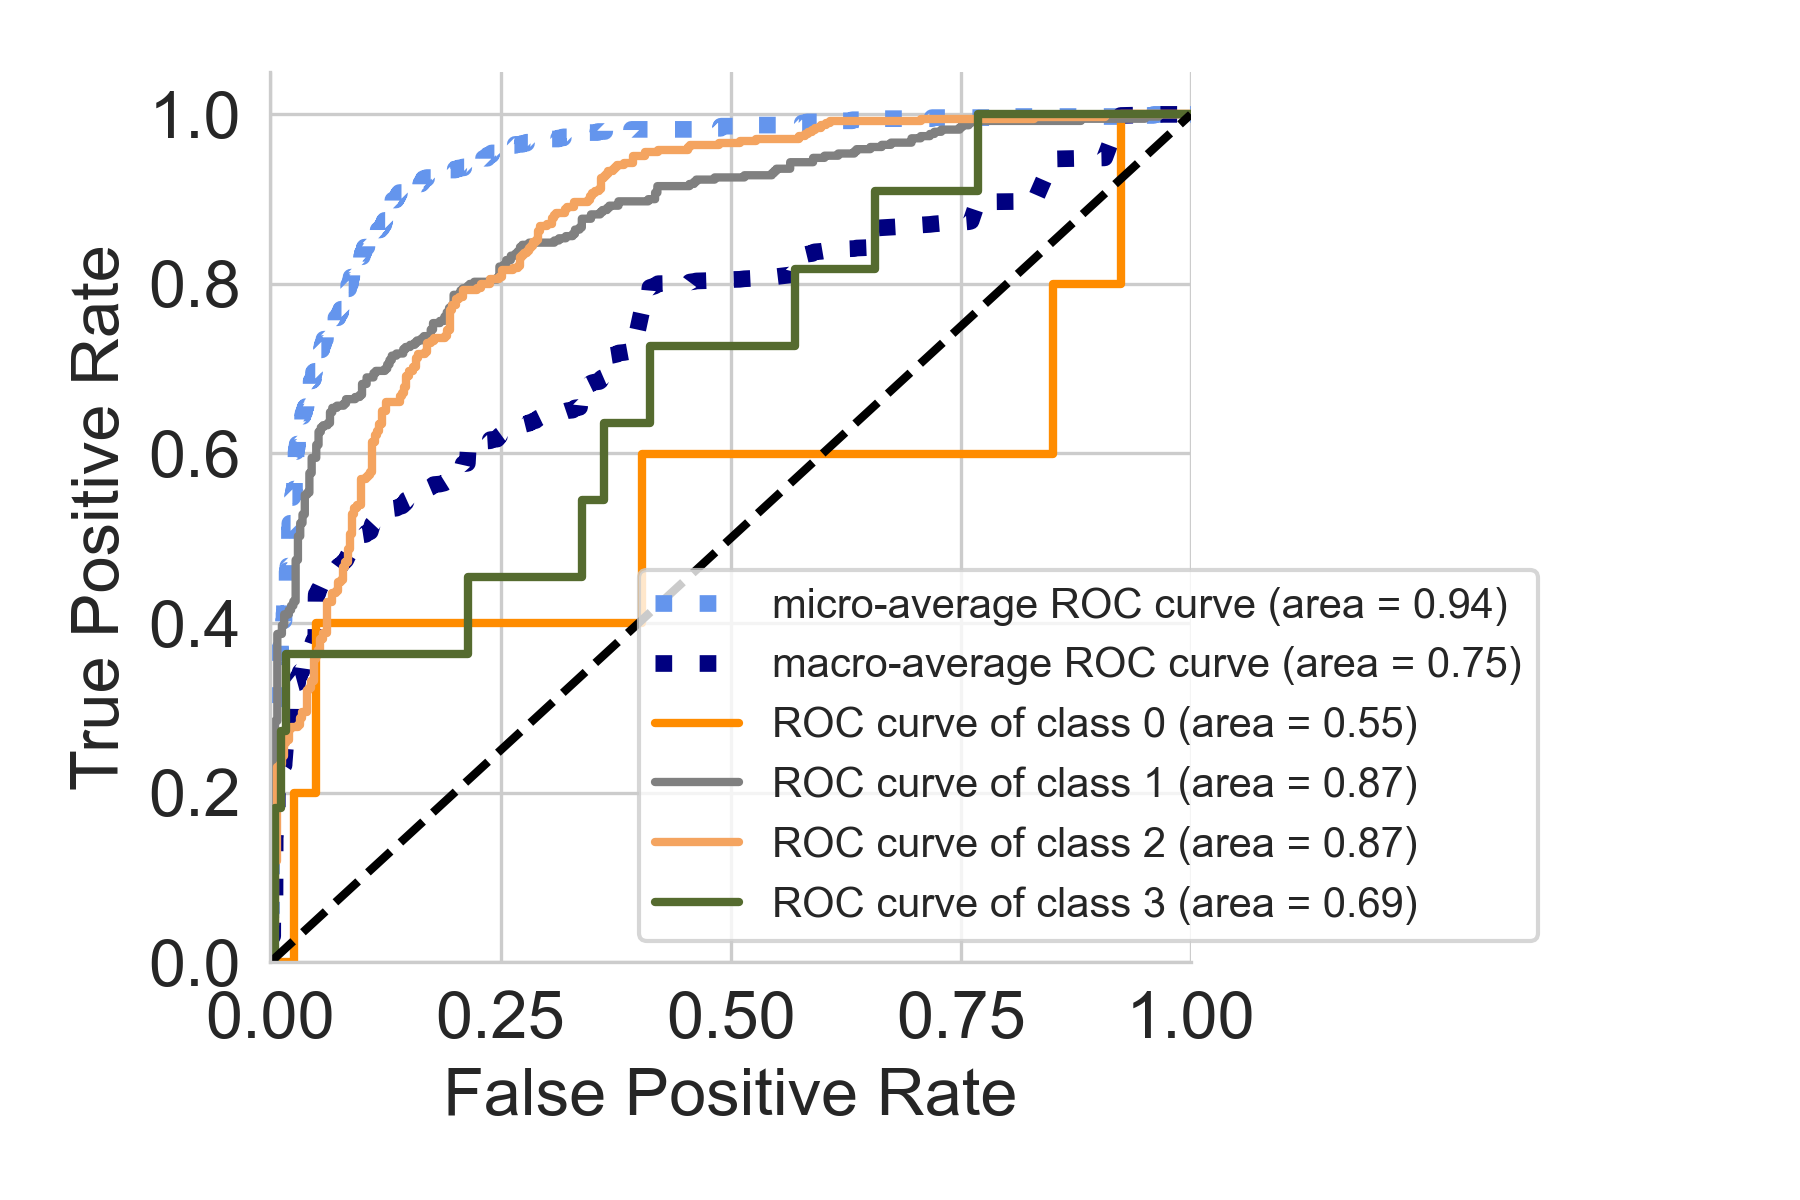 True Positive Rate
1.0
0.8
0.6
0.4
0.2
0.0
0.00 0.25 0.50 0.75 1.00
False Positive Rate
micro-average ROC curve (area = 0.94)
macro-average ROC curve (area = 0.75)
ROC curve of class 0 (area = 0.55)
ROC curve of class 1 (area = 0.87)
ROC curve of class 2 (area = 0.87)
ROC curve of class 3 (area = 0.69)